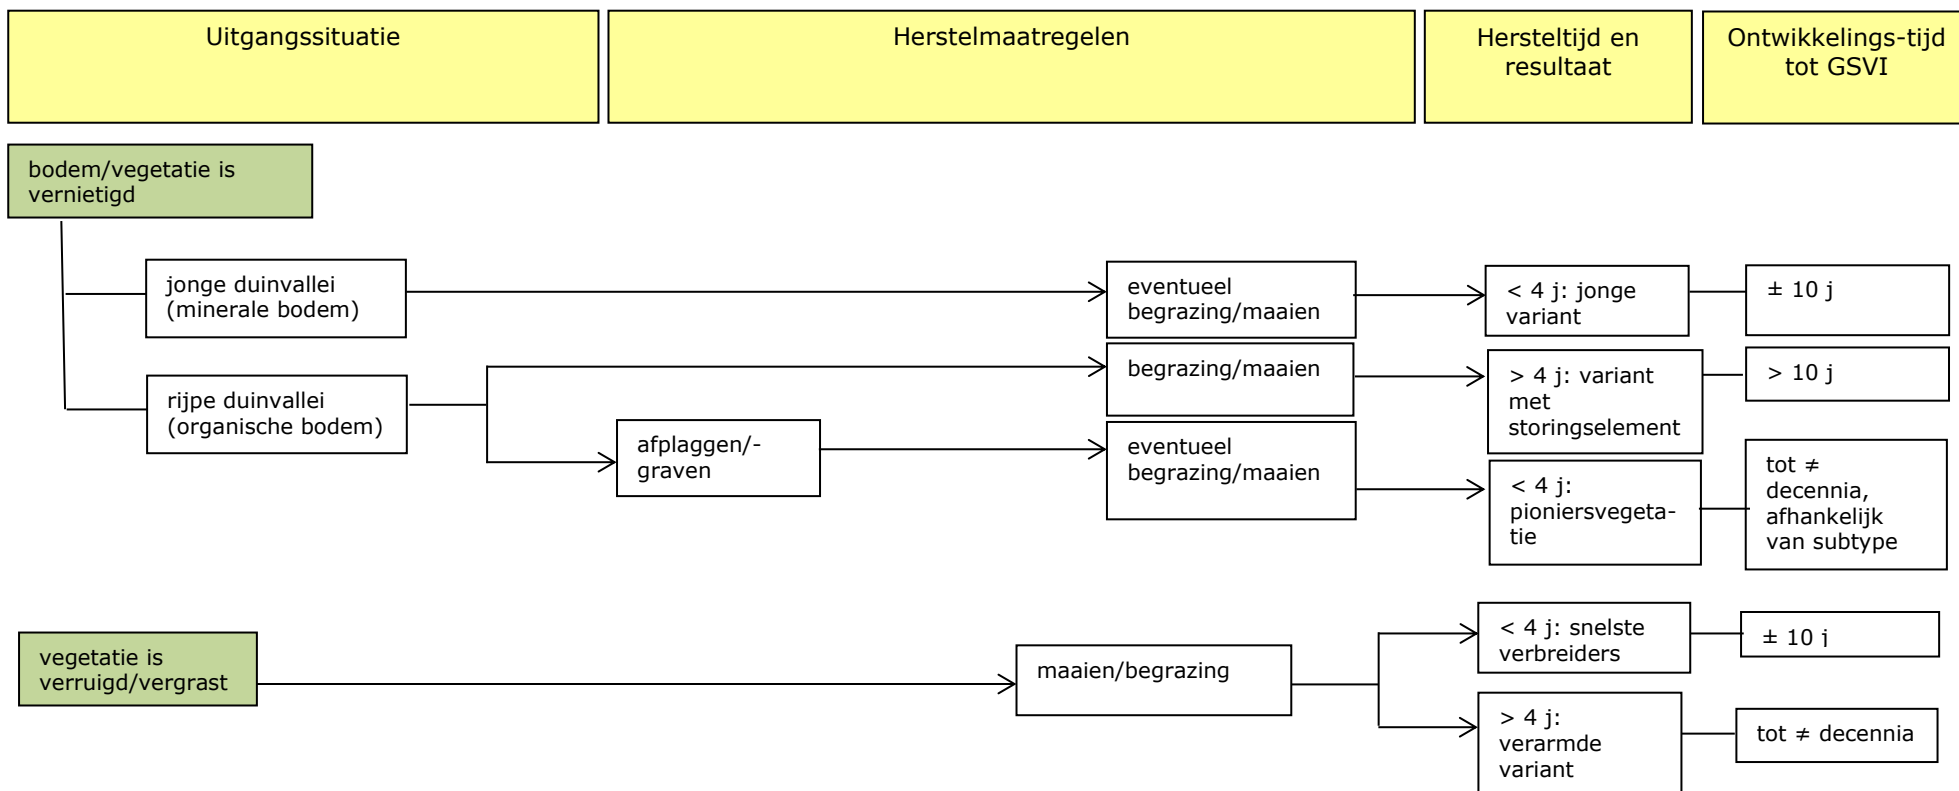 Uitgangssituatie
Herstelmaatregelen
Hersteltijd en
resultaat
Ontwikkelings-tijd
tot GSVI
bodem/vegetatie is
vernietigd
jonge duinvallei
(minerale bodem)
eventueel
begrazing/maaien
< 4 j: jonge
variant
± 10 j
rijpe duinvallei
(organische bodem)
begrazing/maaien
> 4 j: variant
met
storingselement
> 10 j
afplaggen/-
graven
eventueel
begrazing/maaien
< 4 j:
pioniersvegeta-
tie
tot ≠
decennia,
afhankelijk
van subtype
vegetatie is
verruigd/vergrast
maaien/begrazing
< 4 j: snelste
verbreiders
± 10 j
> 4 j:
verarmde
variant
tot ≠ decennia